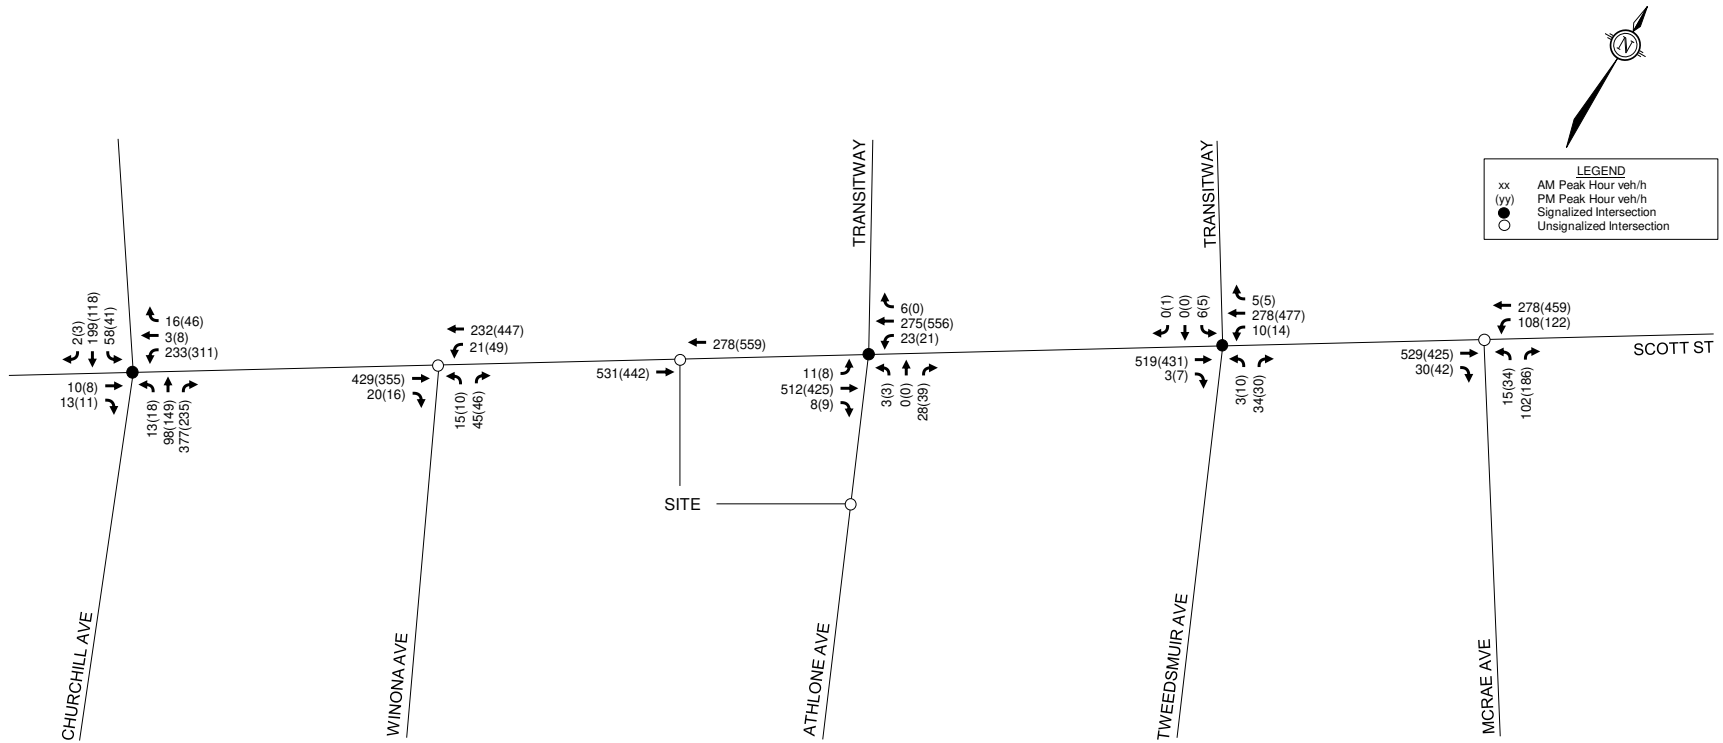 N
LEGEND
xx AM Peak Hour veh/h
(yy) PM Peak Hour veh/h
Signalized Intersection
Unsignalized Intersection
TRANSITWAY
TRANSITWAY
2(3)
199(118)
58(41)
16(46)
3(8)
233(311)
10(8)
13(11)
13(18)
98(149)
377(235)
232(447)
21(49)
429(355)
20(16)
15(10)
45(46)
278(559)
531(442)
6(0)
275(556)
23(21)
11(8)
512(425)
8(9)
3(3)
0(0)
28(39)
0(1)
0(0)
6(5)
5(5)
278(477)
10(14)
519(431)
3(7)
3(10)
34(30)
278(459)
108(122)
529(425)
30(42)
15(34)
102(186)
SCOTT ST
SITE
CHURCHILL AVE
WINONA AVE
ATHLONE AVE
TWEEDSMUIR AVE
MCRAE AVE